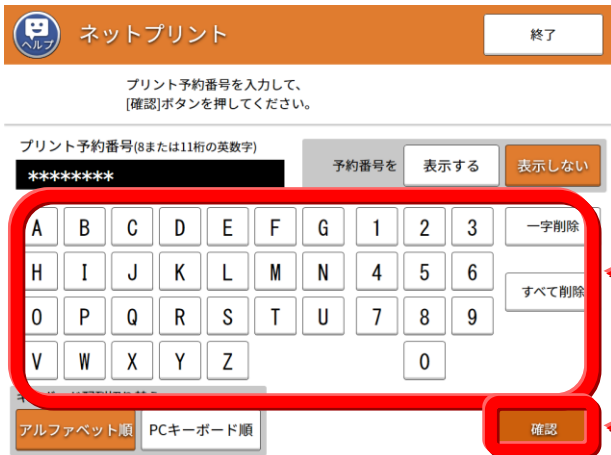 ヘルプ
ネットプリント
終了
プリント予約番号を入力して、
[確認]ボタンを押してください。
プリント予約番号(8または11桁の英数字)
********
予約番号を 表示する 表示しない
A B C D E F G 1 2 3 一字削除
H I J K L M N 4 5 6
すべて削除
O P Q R S T U 7 8 9
V W X Y Z 0
アルファベット順 PCキーボード順 確認